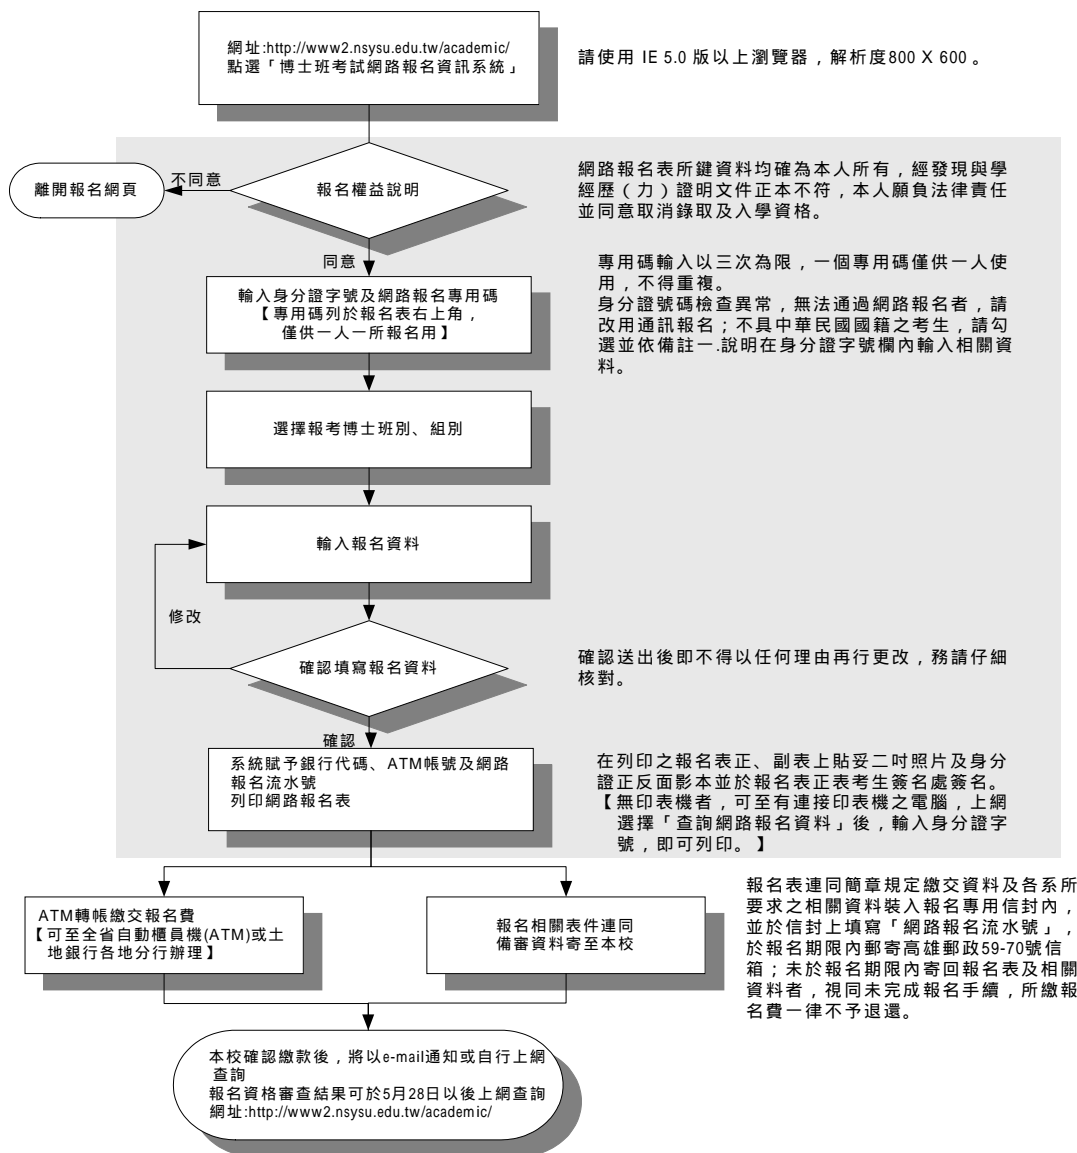 網址:http://www2.nsysu.edu.tw/academic/
點選「博士班考試網路報名資訊系統」
請使用 IE 5.0 版以上瀏覽器，解析度800 X 600。
報名權益說明
不同意
離開報名網頁
網路報名表所鍵資料均確為本人所有，經發現與學
經歷（力）證明文件正本不符，本人願負法律責任
並同意取消錄取及入學資格。
同意
輸入身分證字號及網路報名專用碼
【專用碼列於報名表右上角，
僅供一人一所報名用】
專用碼輸入以三次為限，一個專用碼僅供一人使
用，不得重複。
身分證號碼檢查異常，無法通過網路報名者，請
改用通訊報名；不具中華民國國籍之考生，請勾
選並依備註一.說明在身分證字號欄內輸入相關資
料。
選擇報考博士班別、組別
輸入報名資料
修改
確認填寫報名資料
確認送出後即不得以任何理由再行更改，務請仔細
核對。
確認
系統賦予銀行代碼、ATM帳號及網路
報名流水號
列印網路報名表
在列印之報名表正、副表上貼妥二吋照片及身分
證正反面影本並於報名表正表考生簽名處簽名。
【無印表機者，可至有連接印表機之電腦，上網
選擇「查詢網路報名資料」後，輸入身分證字
號，即可列印。】
ATM轉帳繳交報名費
【可至全省自動櫃員機(ATM)或土
地銀行各地分行辦理】
報名相關表件連同
備審資料寄至本校
報名表連同簡章規定繳交資料及各系所
要求之相關資料裝入報名專用信封內，
並於信封上填寫「網路報名流水號」，
於報名期限內郵寄高雄郵政59-70號信
箱；未於報名期限內寄回報名表及相關
資料者，視同未完成報名手續，所繳報
名費一律不予退還。
本校確認繳款後，將以e-mail通知或自行上網
查詢
報名資格審查結果可於5月28日以後上網查詢
網址:http://www2.nsysu.edu.tw/academic/